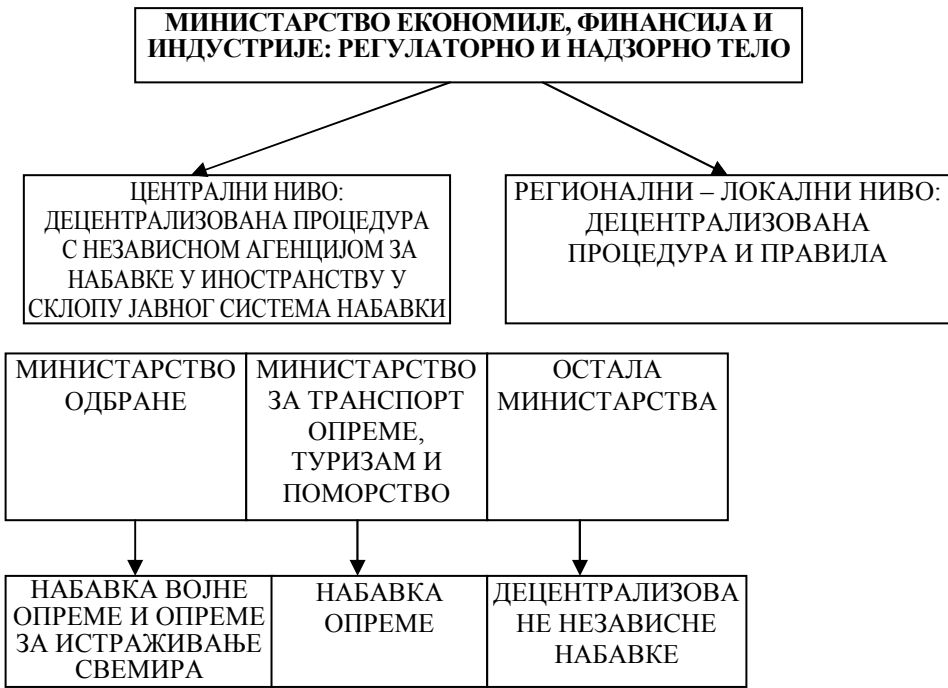 МИНИСТАРСТВО ЕКОНОМИЈЕ, ФИНАНСИЈА И
ИНДУСТРИЈЕ: РЕГУЛАТОРНО И НАДЗОРНО ТЕЛО
ЦЕНТРАЛНИ НИВО:
ДЕЦЕНТРАЛИЗОВАНА ПРОЦЕДУРА
С НЕЗАВИСНОМ АГЕНЦИЈОМ ЗА
НАБАВКЕ У ИНОСТРАНСТВУ У
СКЛОПУ ЈАВНОГ СИСТЕМА НАБАВКИ
РЕГИОНАЛНИ – ЛОКАЛНИ НИВО:
ДЕЦЕНТРАЛИЗОВАНА
ПРОЦЕДУРА И ПРАВИЛА
МИНИСТАРСТВО
ОДБРАНЕ
МИНИСТАРСТВО
ЗА ТРАНСПОРТ
ОПРЕМЕ,
ТУРИЗАМ И
ПОМОРСТВО
ОСТАЛА
МИНИСТАРСТВА
НАБАВКА ВОЈНЕ
ОПРЕМЕ И ОПРЕМЕ
ЗА ИСТРАЖИВАЊЕ
СВЕМИРА
НАБАВКА
ОПРЕМЕ
ДЕЦЕНТРАЛИЗОВА
НЕ НЕЗАВИСНЕ
НАБАВКЕ